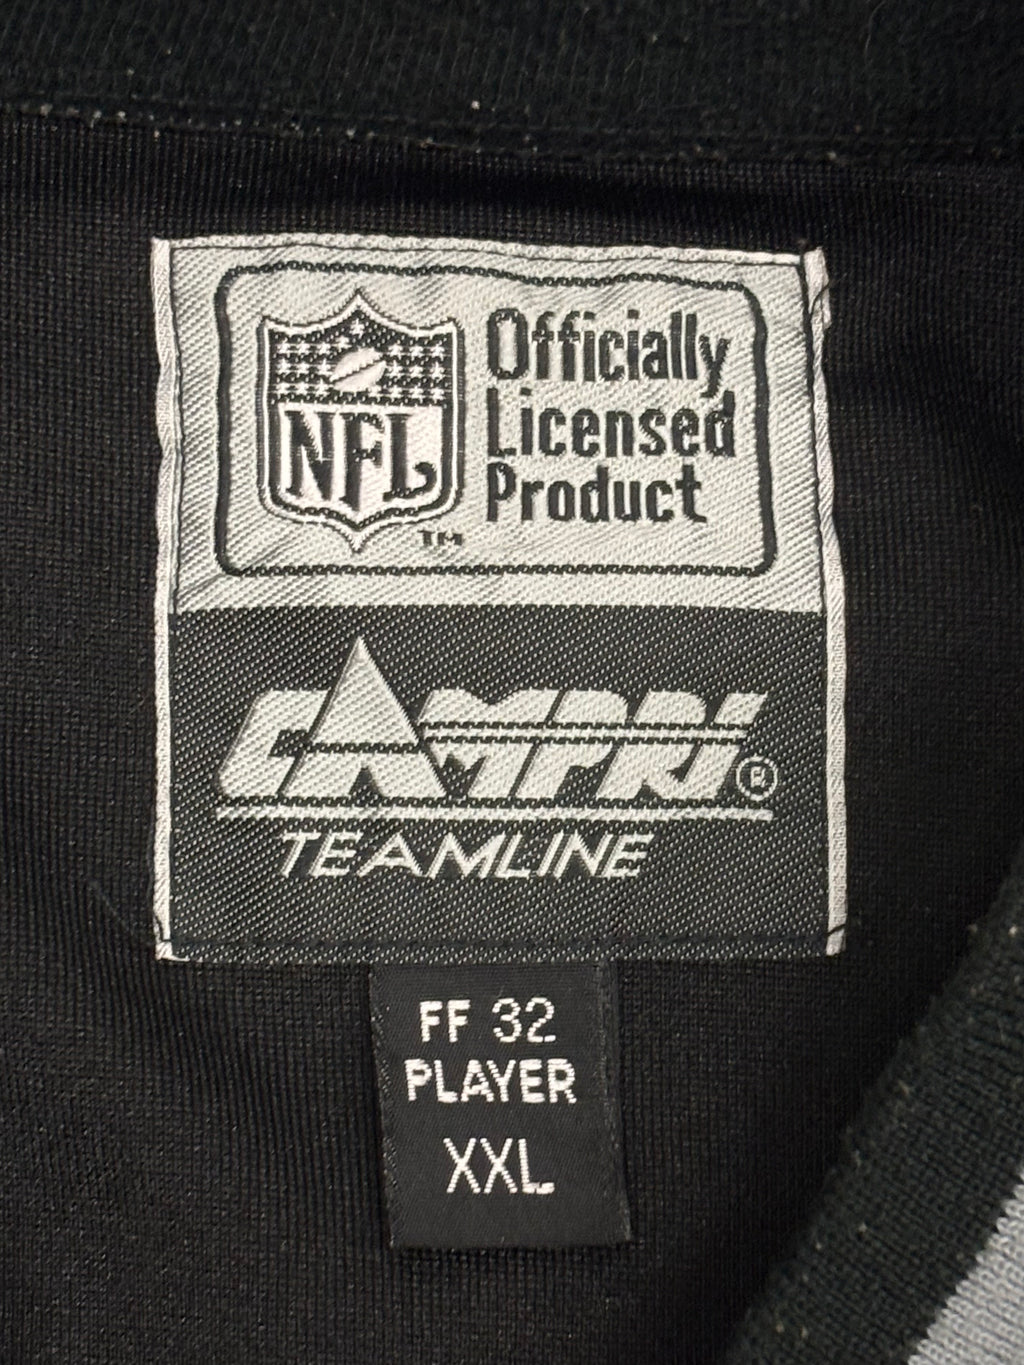 NFL
TM
Officially
Licensed
Product
CAMPRI®
TEAMLINE
FF 32
PLAYER
XXL